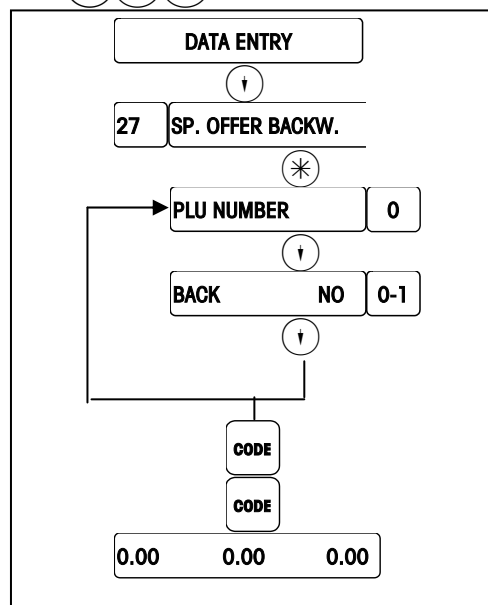 DATA ENTRY
27 SP. OFFER BACKW.
PLU NUMBER 0
BACK NO 0-1
CODE
CODE
0.00 0.00 0.00